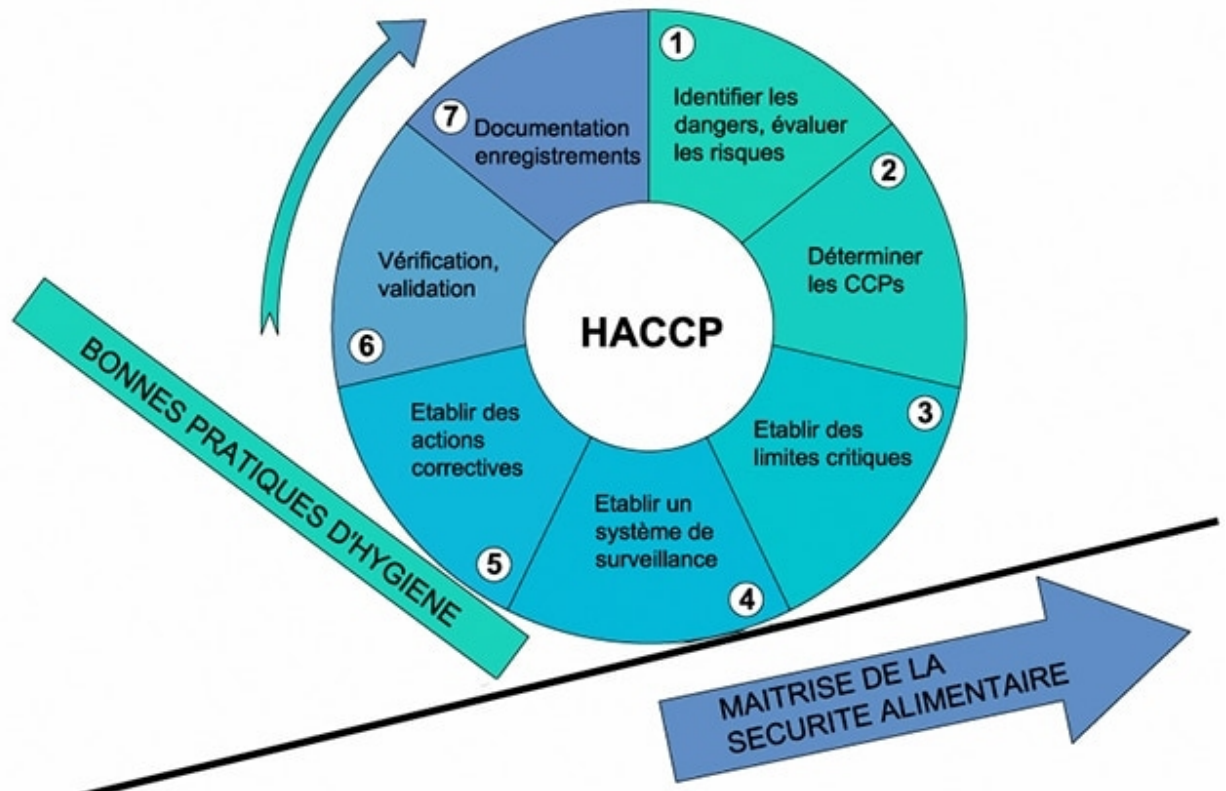 1
Identifier les
dangers, évaluer
les risques
2
Déterminer
les CCPs
3
Etablir des
limites critiques
4
Etablir un
système de
surveillance
5
Etablir des
actions
correctives
6
Vérification,
validation
7
Documentation
enregistrements
HACCP
BONNES PRATIQUES D'HYGIENE
MAITRISE DE LA
SECURITE ALIMENTAIRE